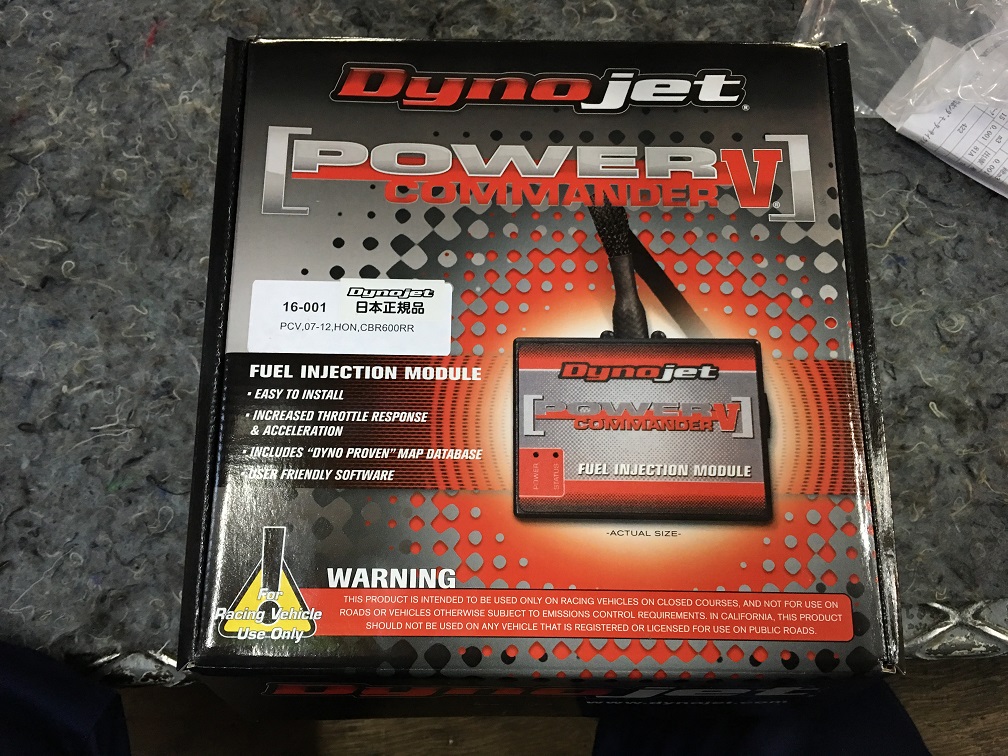 Dynojet®
[POWER
COMMANDER V]®
16-001 Dynojet
日本正規品
PCV,07-12,HON,CBR600RR
FUEL INJECTION MODULE
• EASY TO INSTALL
• INCREASED THROTTLE RESPONSE
& ACCELERATION
• INCLUDES "DYNO PROVEN" MAP DATABASE
• USER FRIENDLY SOFTWARE
Dynojet
[POWER
COMMANDER V]
FUEL INJECTION MODULE
POWER
STATUS
-ACTUAL SIZE-
For
Racing Vehicle
Use Only
WARNING
THIS PRODUCT IS INTENDED TO BE USED ONLY ON RACING VEHICLES ON CLOSED COURSES, AND NOT FOR USE ON
ROADS OR VEHICLES OTHERWISE SUBJECT TO EMISSIONS CONTROL REQUIREMENTS. IN CALIFORNIA, THIS PRODUCT
SHOULD NOT BE USED ON ANY VEHICLE THAT IS REGISTERED OR LICENSED FOR USE ON PUBLIC ROADS.
Dynojet
www.dynojet.com